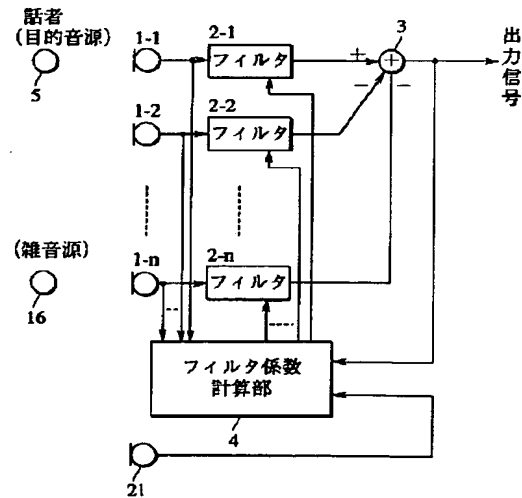 話者
(目的音源)
5
1-1
2-1
フィルタ
+
3
+
出力信号
1-2
2-2
フィルタ
−
−
(雑音源)
16
1-n
2-n
フィルタ
フィルタ係数
計算部
4
21